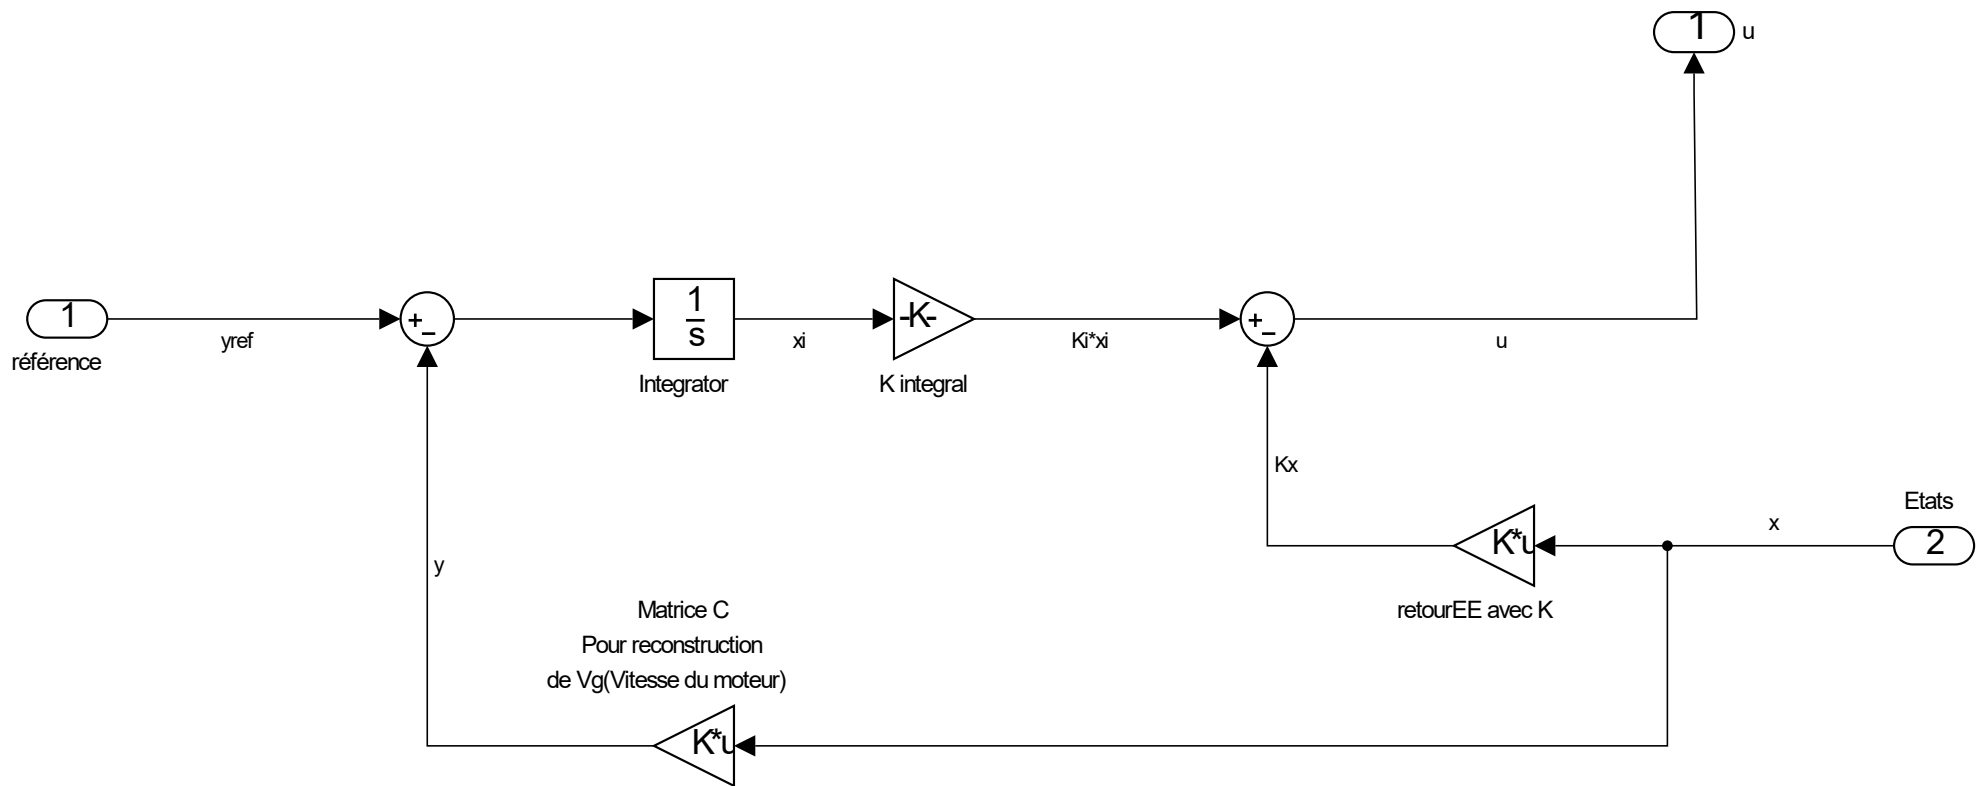 1
u
1
référence
yref
+
−
1
s
Integrator
xi
-K-
K integral
Ki*xi
+
−
u
Kx
K*u
retourEE avec K
x
Etats
2
y
Matrice C
Pour reconstruction
de Vg(Vitesse du moteur)
K*u